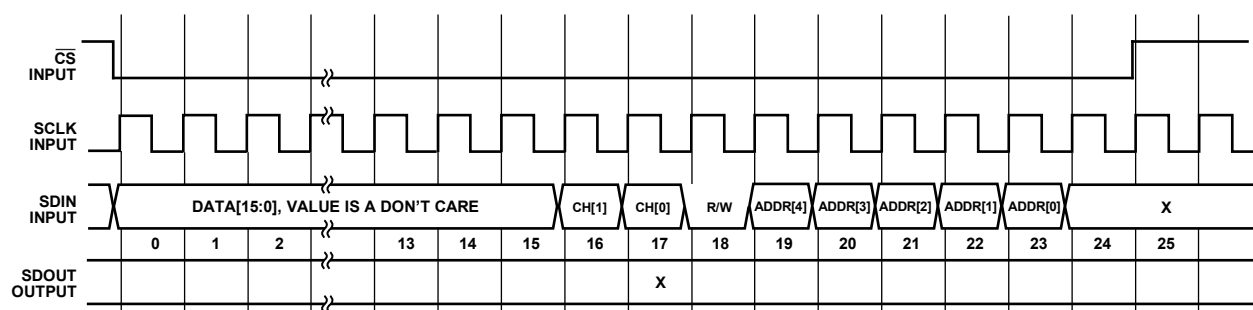 CS
INPUT
SCLK
INPUT
SDIN
INPUT
DATA[15:0], VALUE IS A DON'T CARE CH[1] CH[0] R/W ADDR[4] ADDR[3] ADDR[2] ADDR[1] ADDR[0] X
0 1 2 13 14 15 16 17 18 19 20 21 22 23 24 25
SDOUT
OUTPUT
X